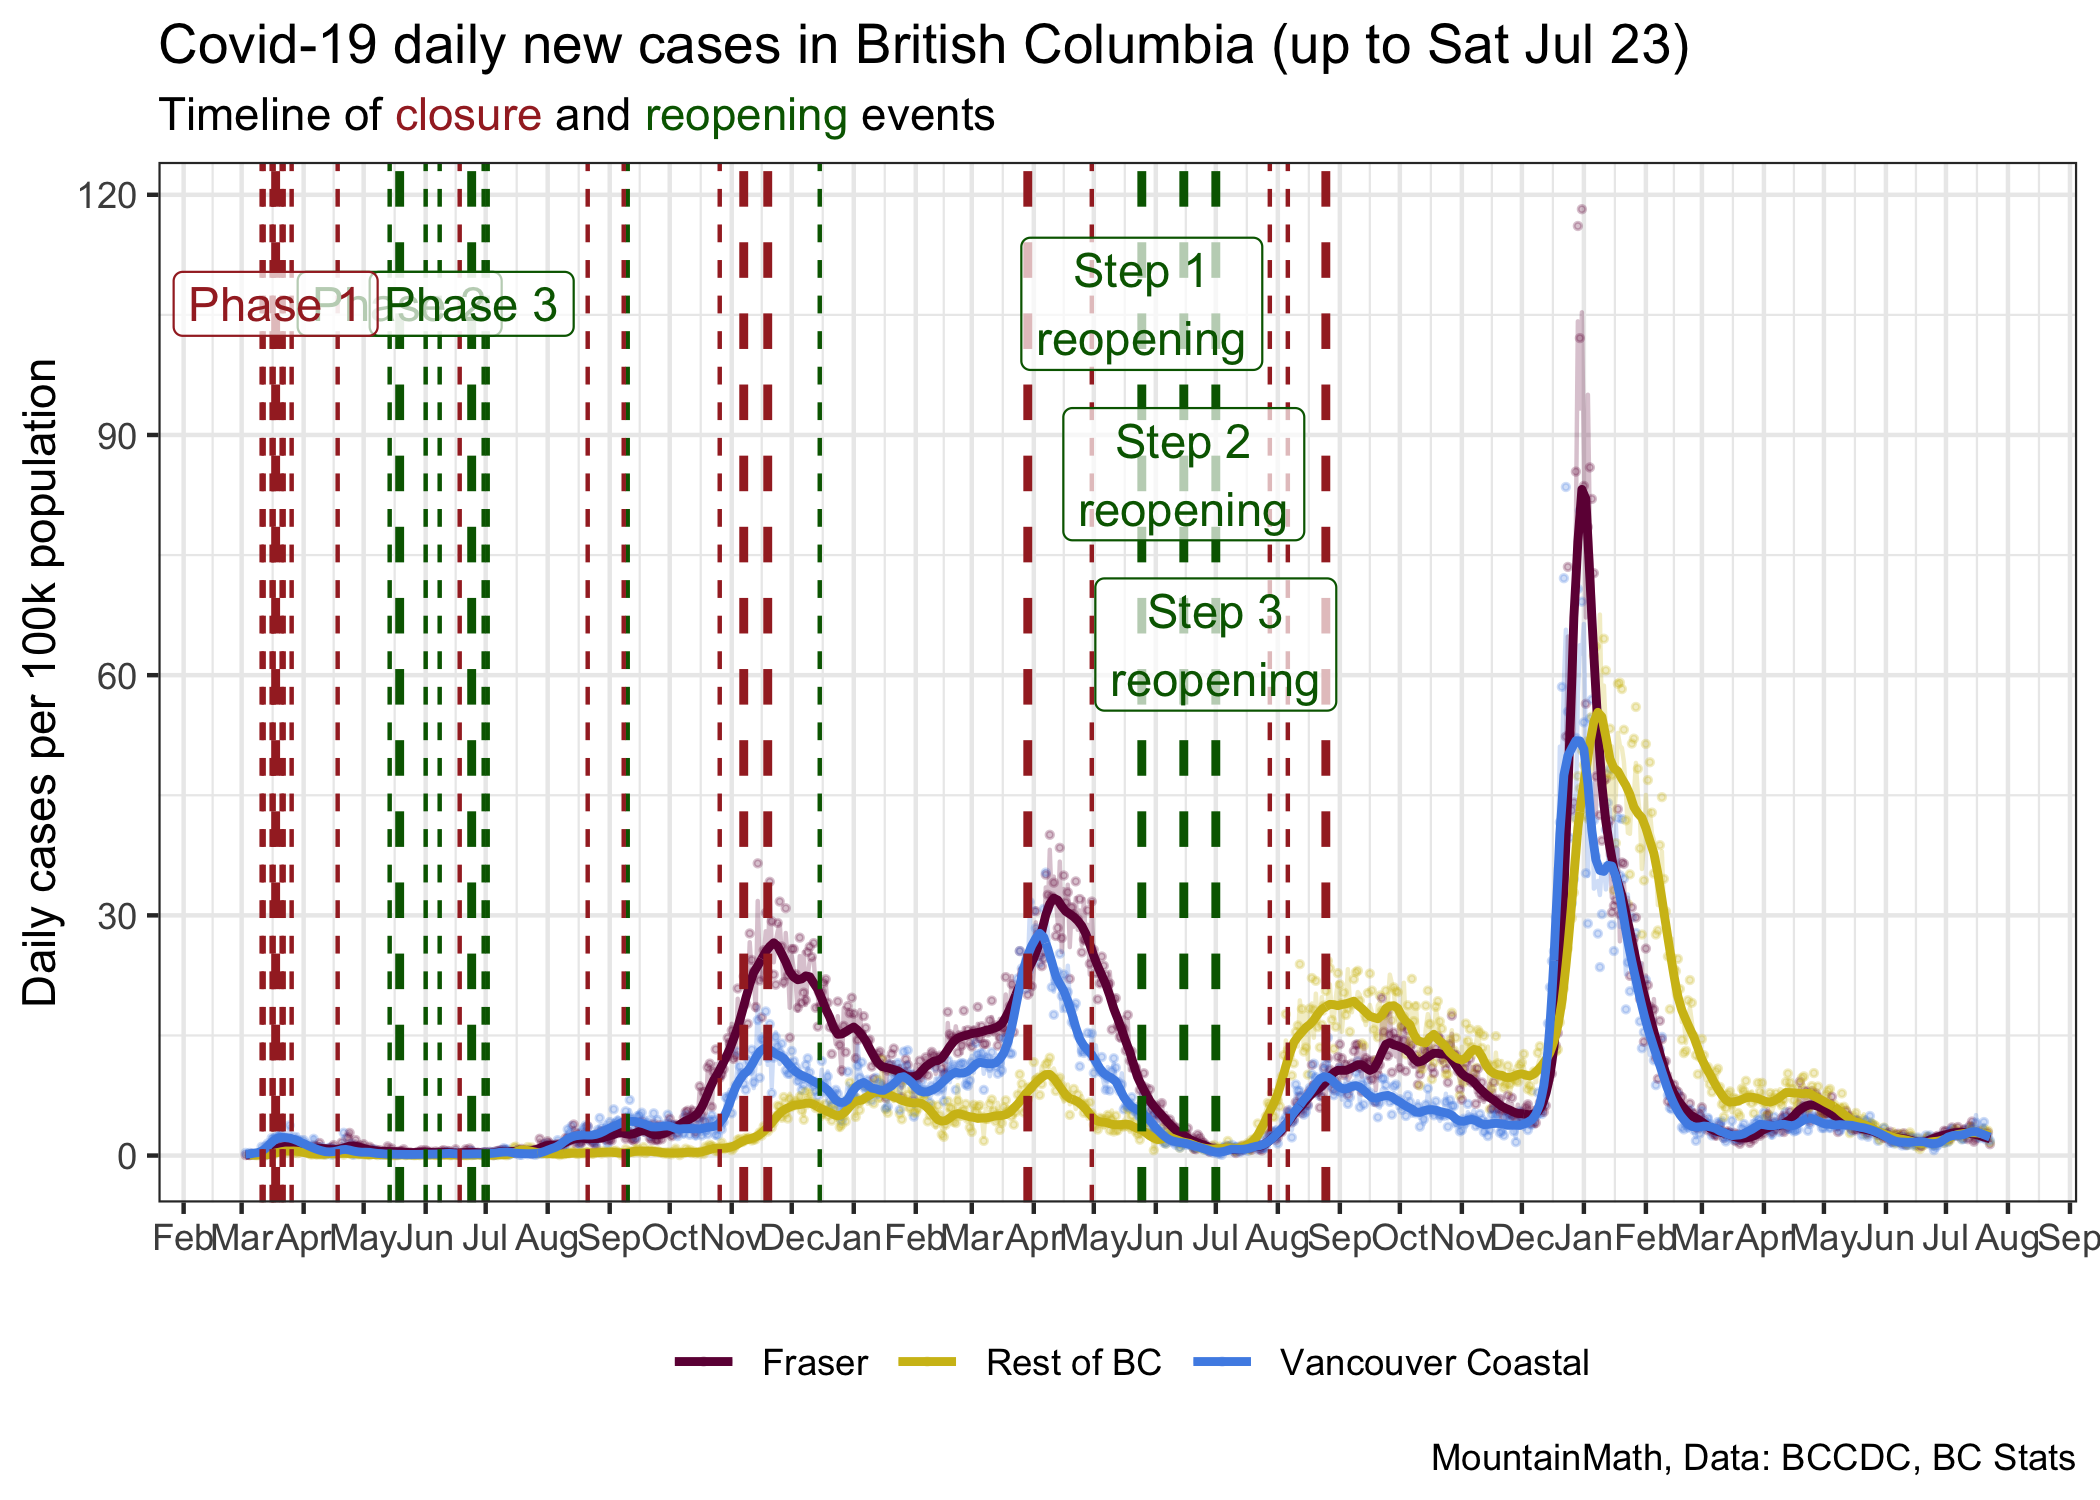 Covid-19 daily new cases in British Columbia (up to Sat Jul 23)
Timeline of closure and reopening events
Daily cases per 100k population
120
90
60
30
0
Phase 1
Phase 2
Phase 3
Step 1
reopening
Step 2
reopening
Step 3
reopening
Feb Mar Apr May Jun Jul Aug Sep Oct Nov Dec Jan Feb Mar Apr May Jun Jul Aug Sep Oct Nov Dec Jan Feb Mar Apr May Jun Jul Aug Sep
Fraser Rest of BC Vancouver Coastal
MountainMath, Data: BCCDC, BC Stats